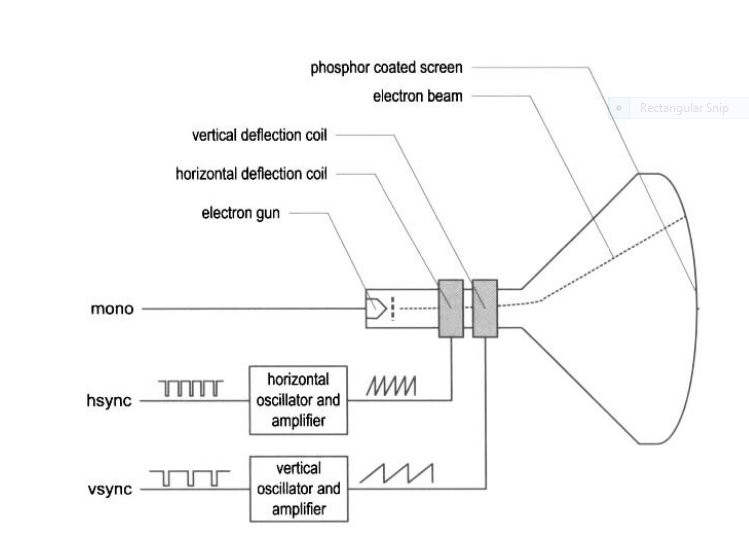 phosphor coated screen
electron beam
Rectangular Snip
vertical deflection coil
horizontal deflection coil
electron gun
mono
horizontal
oscillator and
amplifier
hsync
vertical
oscillator and
amplifier
vsync